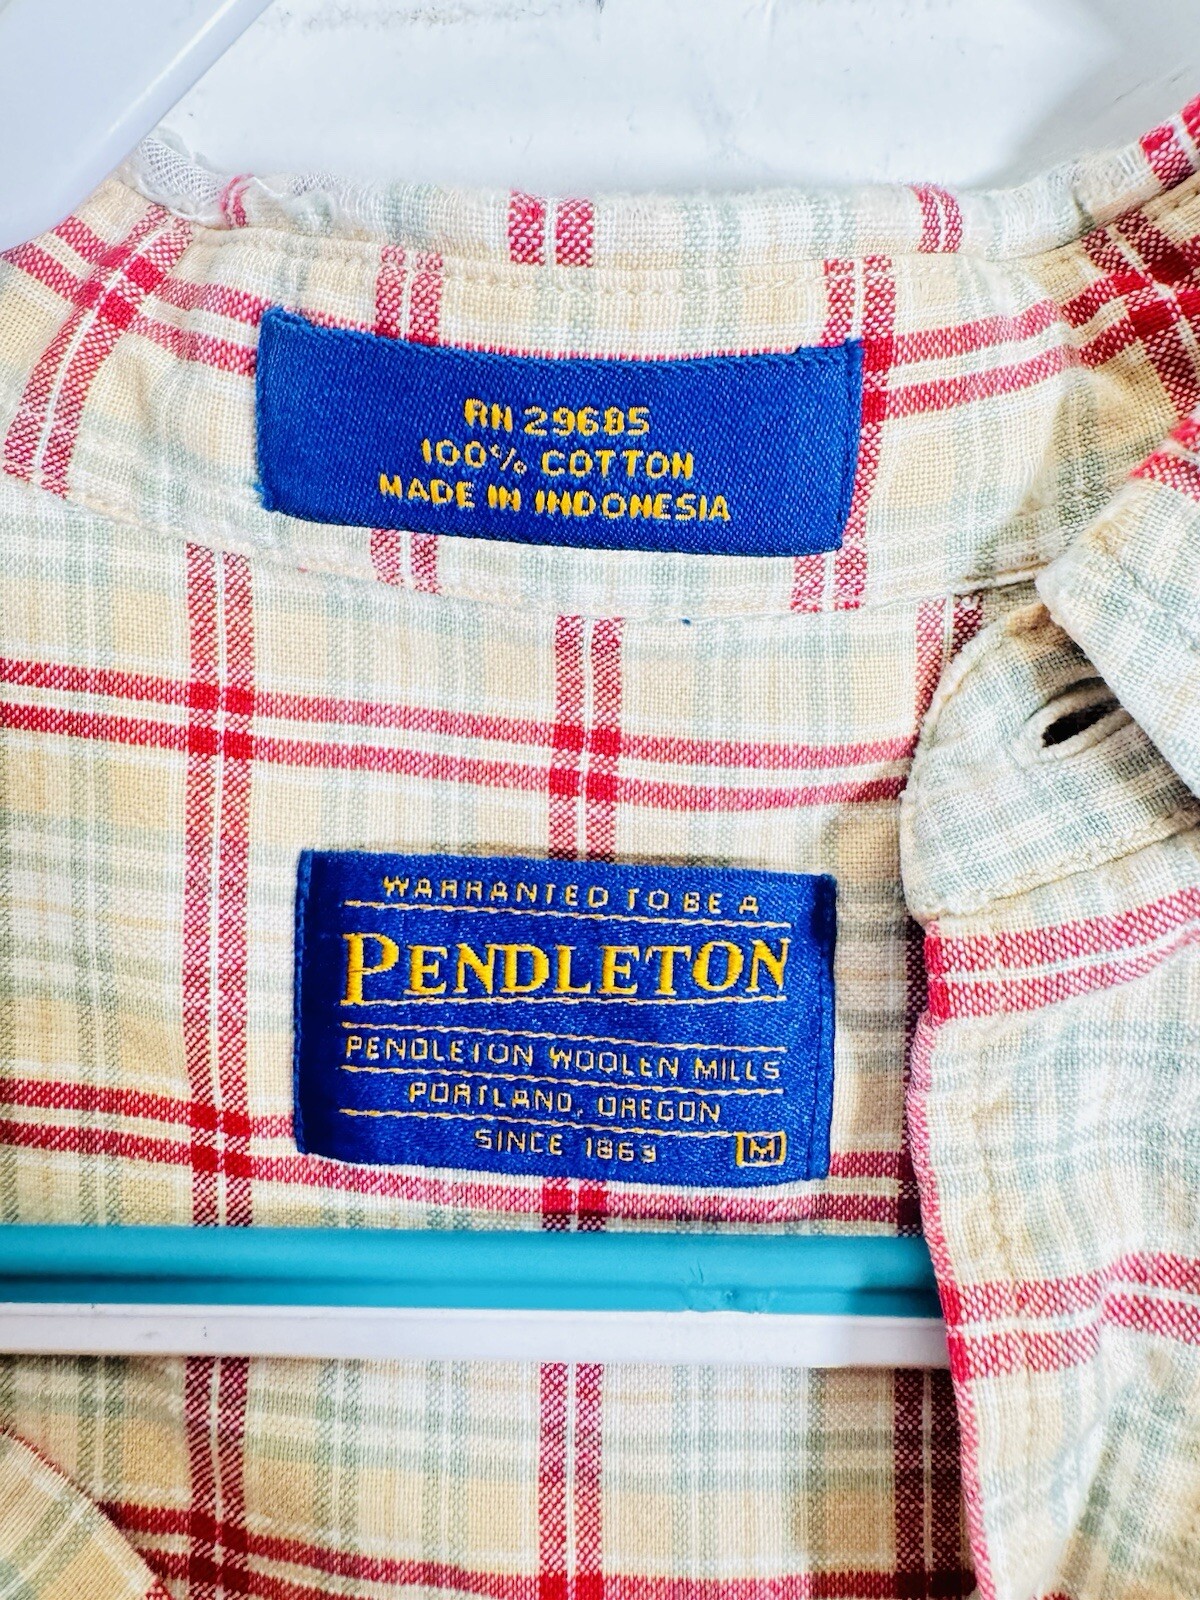 RN 29685
100% COTTON
MADE IN INDONESIA
WARRANTED TO BE A
PENDLETON
PENDLETON WOOLEN MILLS
PORTLAND, OREGON
SINCE 1863 M